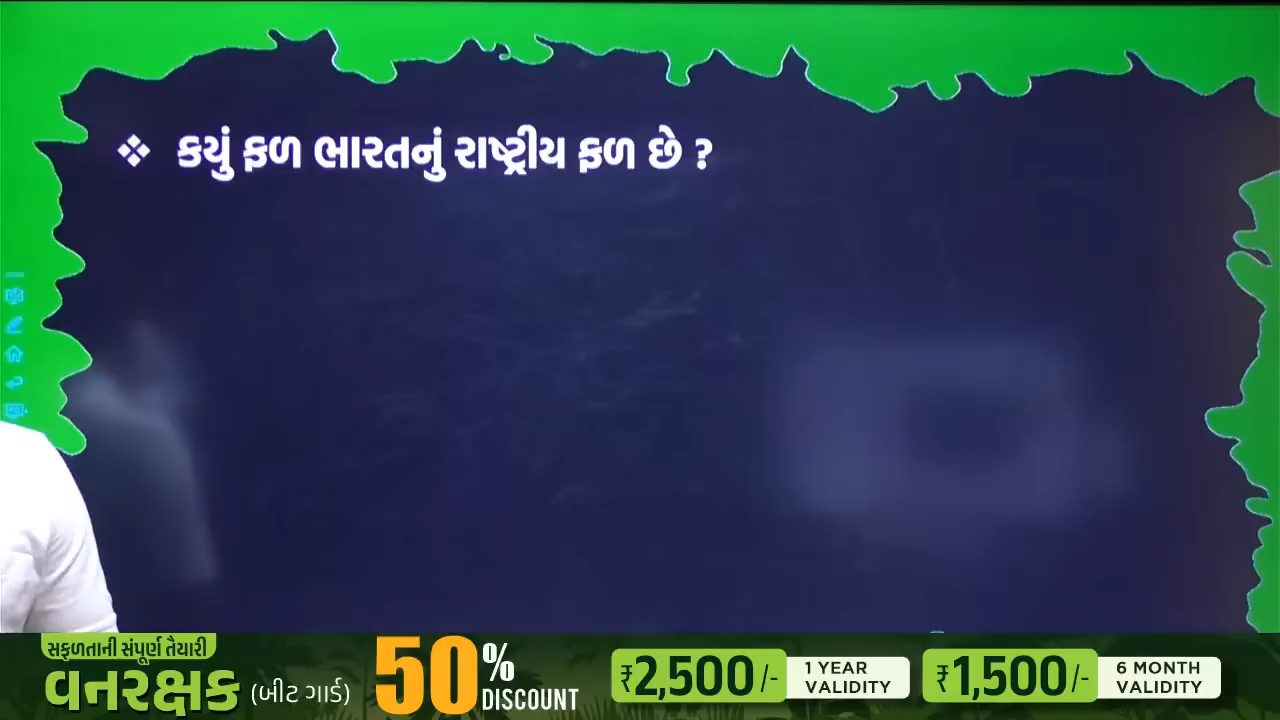 ❖ કયું ફળ ભારતનું રાષ્ટ્રીય ફળ છે ?
સફળતાની સંપૂર્ણ તૈયારી
વનરક્ષક (બીટ ગાર્ડ)
50% DISCOUNT
₹2,500/- 1 YEAR VALIDITY
₹1,500/- 6 MONTH VALIDITY